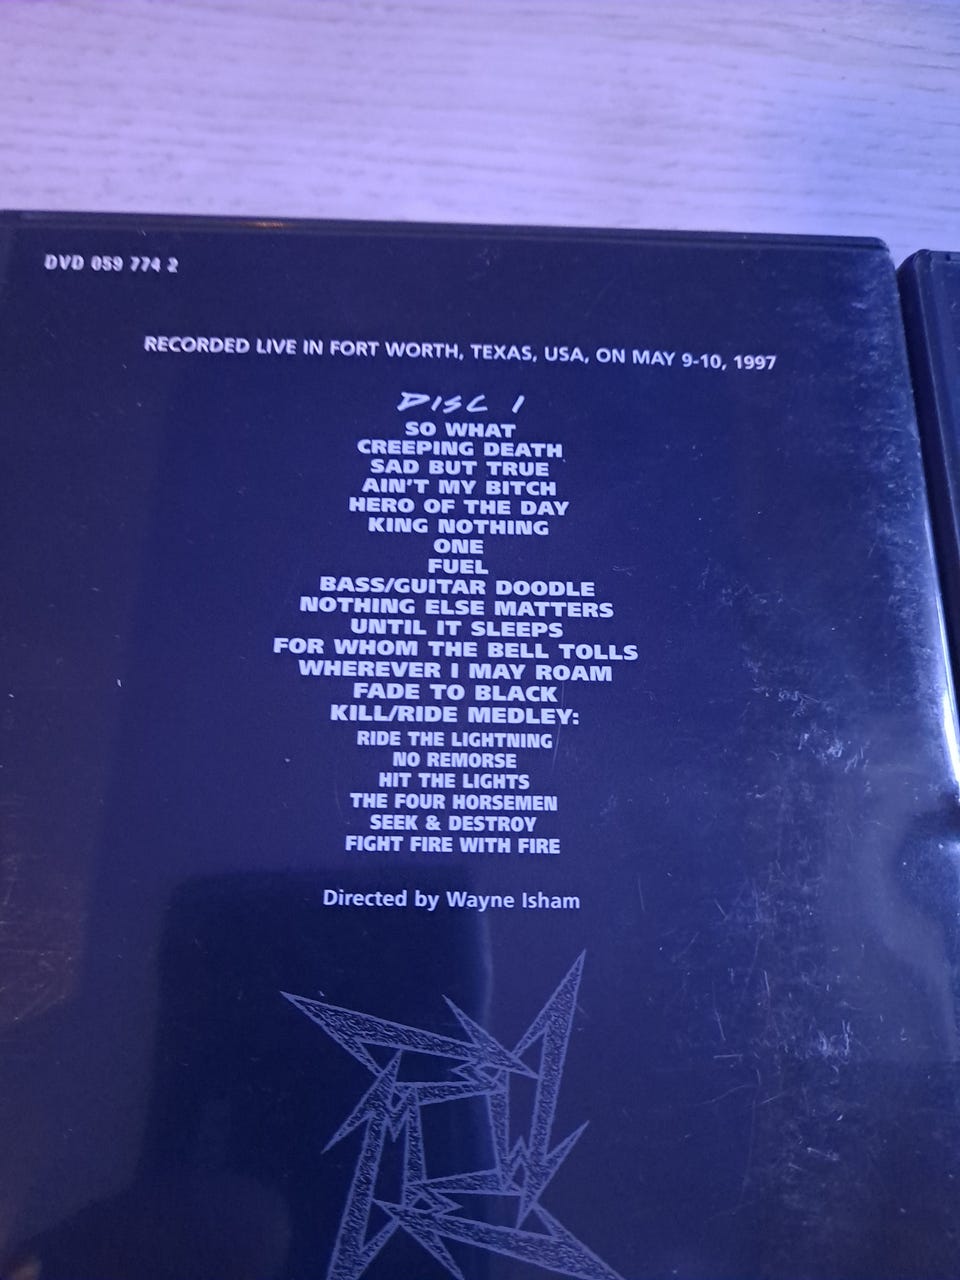 DVD 059 774 2
RECORDED LIVE IN FORT WORTH, TEXAS, USA, ON MAY 9-10, 1997
DISC 1
SO WHAT
CREEPING DEATH
SAD BUT TRUE
AIN'T MY BITCH
HERO OF THE DAY
KING NOTHING
ONE
FUEL
BASS/GUITAR DOODLE
NOTHING ELSE MATTERS
UNTIL IT SLEEPS
FOR WHOM THE BELL TOLLS
WHEREVER I MAY ROAM
FADE TO BLACK
KILL/RIDE MEDLEY:
RIDE THE LIGHTNING
NO REMORSE
HIT THE LIGHTS
THE FOUR HORSEMEN
SEEK & DESTROY
FIGHT FIRE WITH FIRE
Directed by Wayne Isham